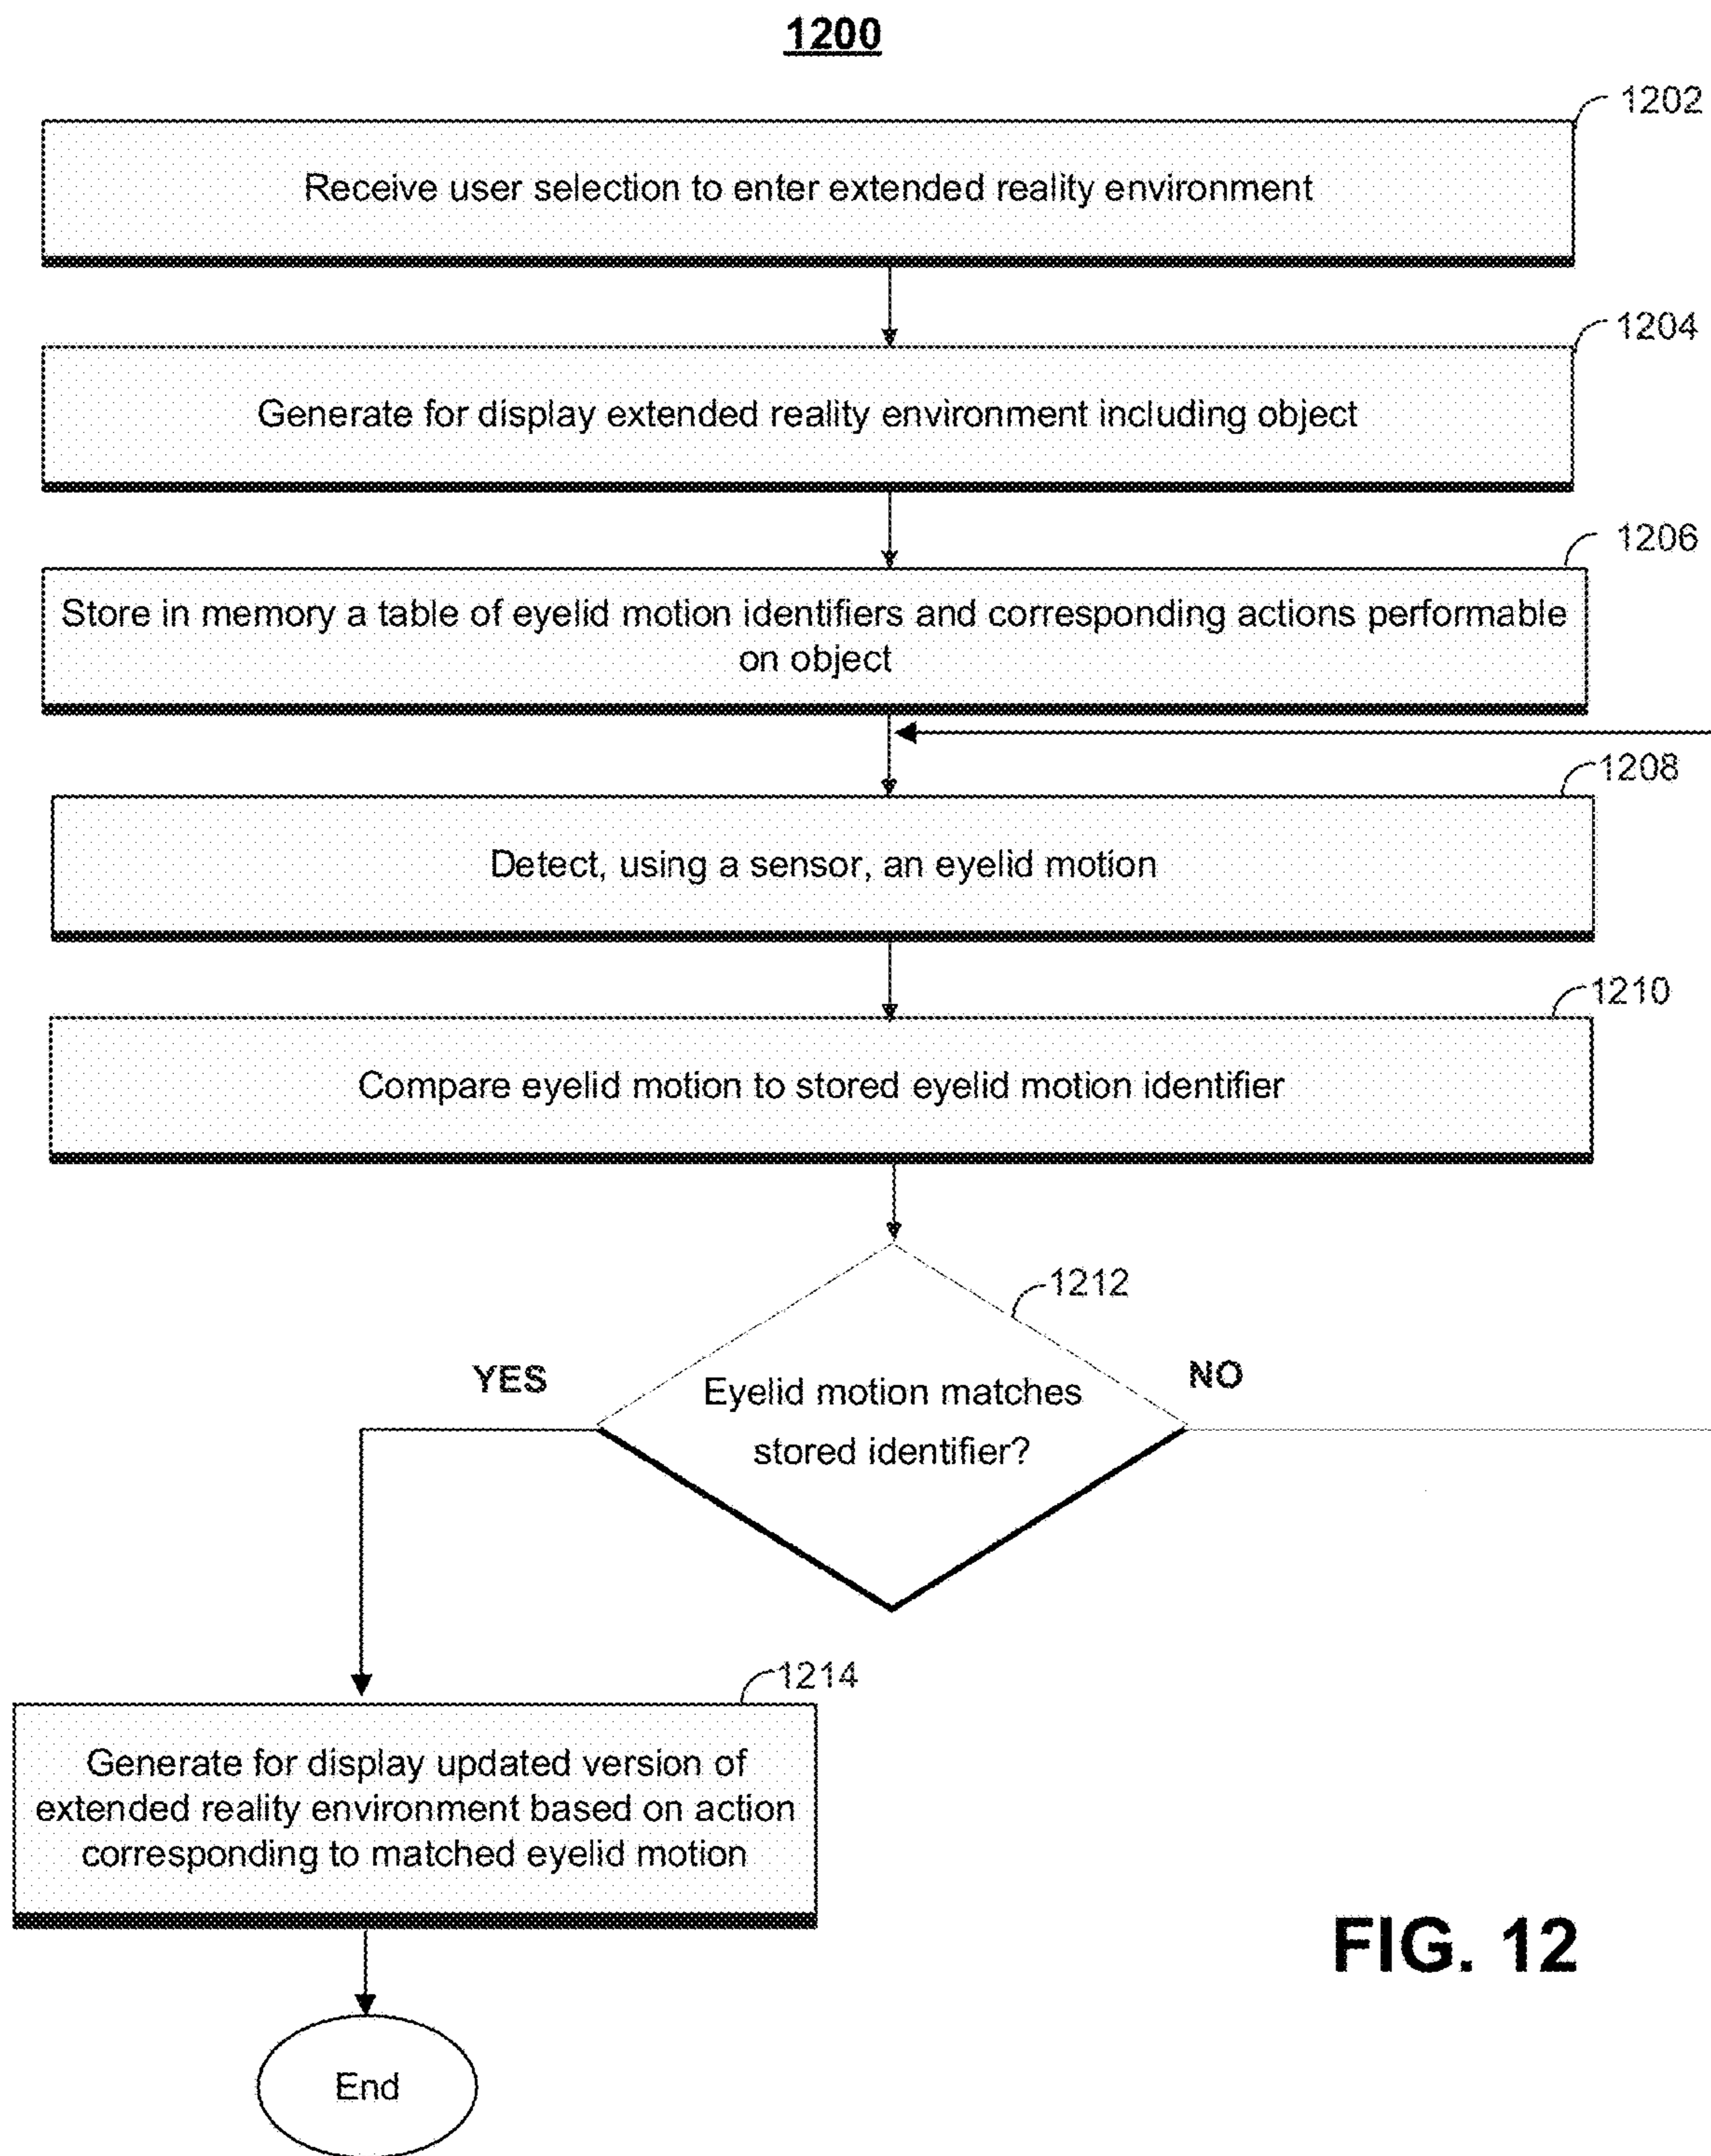 1200
1202
Receive user selection to enter extended reality environment
1204
Generate for display extended reality environment including object
1206
Store in memory a table of eyelid motion identifiers and corresponding actions performable
on object
1208
Detect, using a sensor, an eyelid motion
1210
Compare eyelid motion to stored eyelid motion identifier
1212
YES
NO
Eyelid motion matches
stored identifier?
1214
Generate for display updated version of
extended reality environment based on action
corresponding to matched eyelid motion
FIG. 12
End